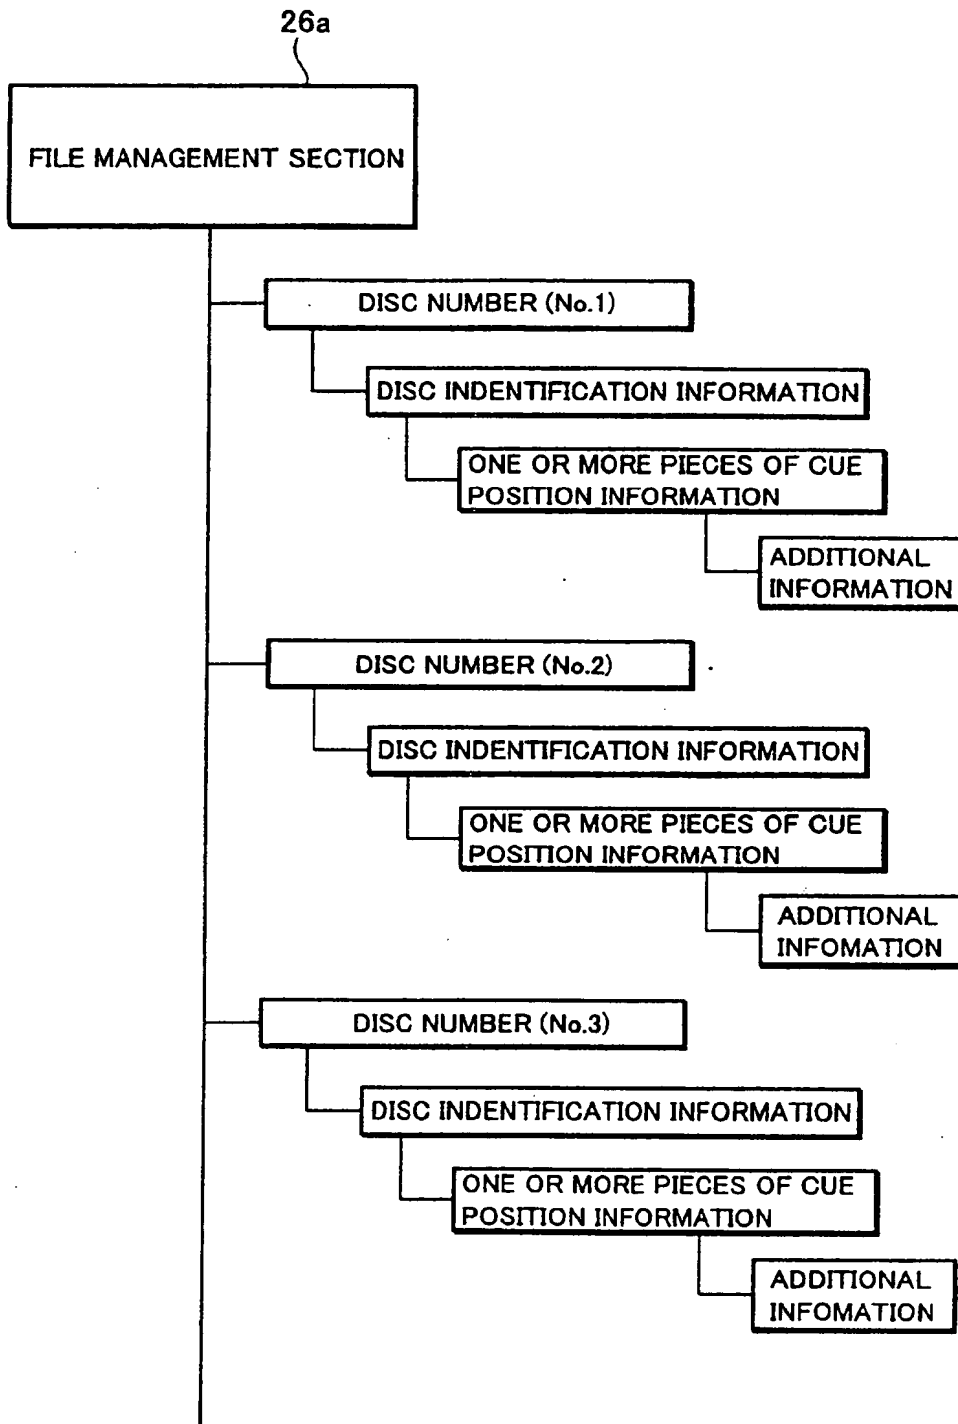 26a
FILE MANAGEMENT SECTION
DISC NUMBER (No.1)
DISC INDENTIFICATION INFORMATION
ONE OR MORE PIECES OF CUE
POSITION INFORMATION
ADDITIONAL
INFORMATION
DISC NUMBER (No.2)
DISC INDENTIFICATION INFORMATION
ONE OR MORE PIECES OF CUE
POSITION INFORMATION
ADDITIONAL
INFOMATION
DISC NUMBER (No.3)
DISC INDENTIFICATION INFORMATION
ONE OR MORE PIECES OF CUE
POSITION INFORMATION
ADDITIONAL
INFOMATION